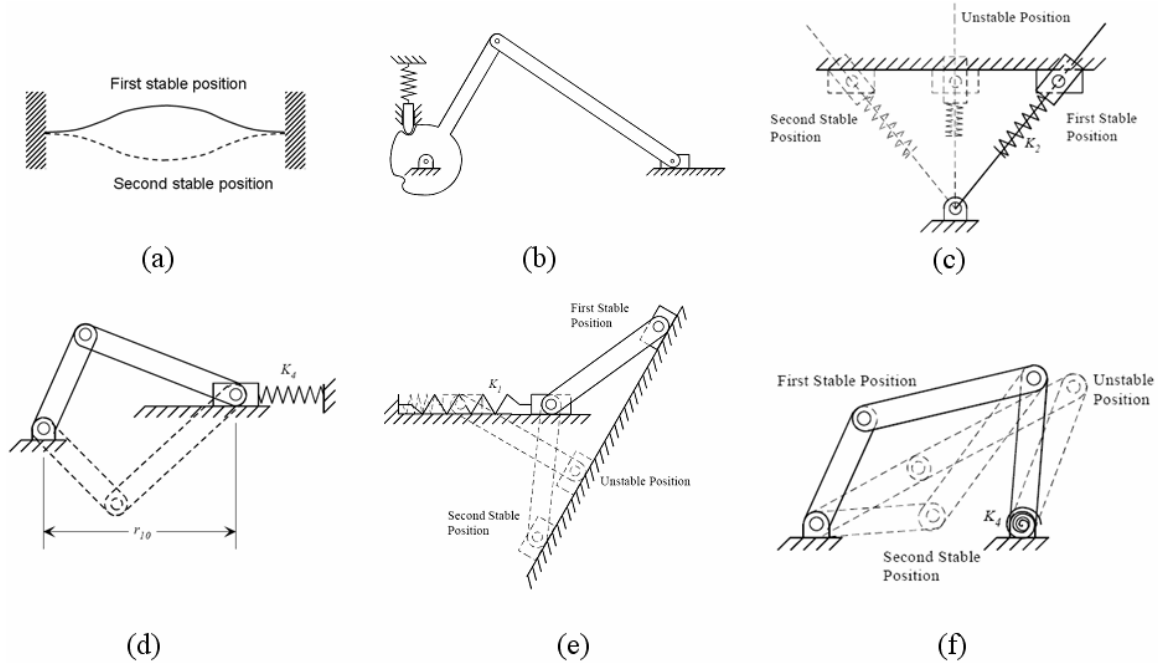 First stable position
Second stable position
(a)
(b)
Unstable Position
Second Stable
Position
First Stable
Position
K2
(c)
K4
r10
(d)
First Stable
Position
K1
Unstable Position
Second Stable
Position
(e)
First Stable Position
Unstable
Position
K4
Second Stable
Position
(f)